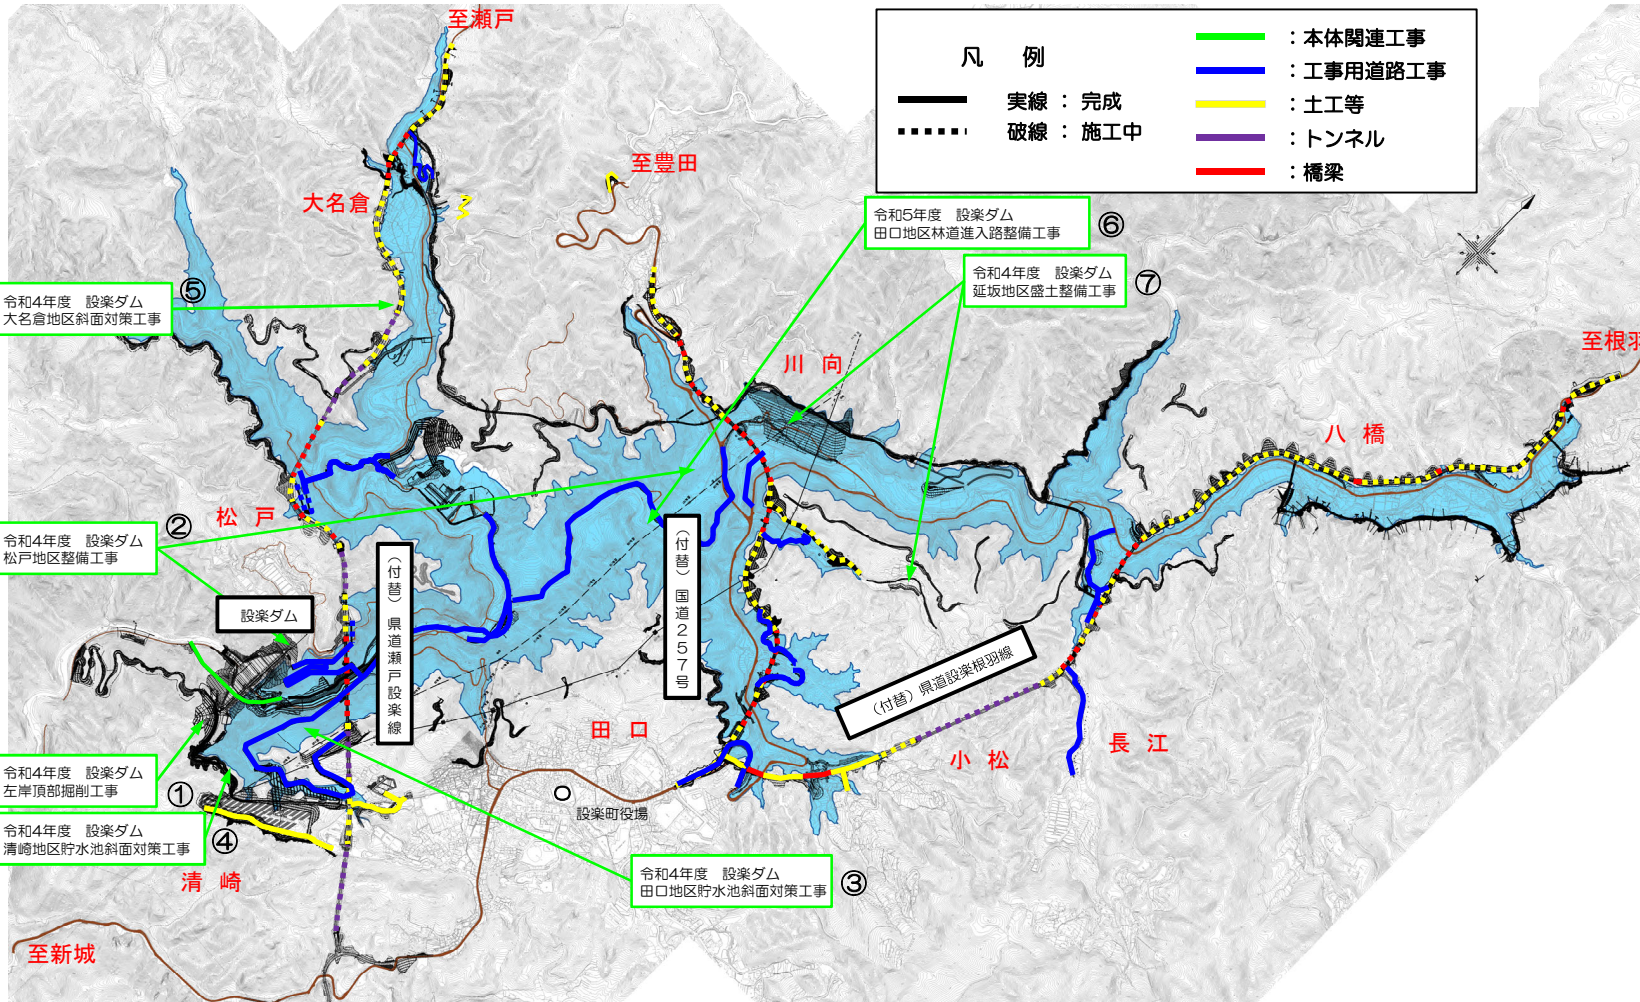 至瀬戸
凡 例
実線 : 完成
破線 : 施工中
: 本体関連工事
: 工事用道路工事
: 土工等
: トンネル
: 橋梁
至豊田
大名倉
令和5年度 設楽ダム
田口地区林道進入路整備工事
⑥
令和4年度 設楽ダム
延坂地区盛土整備工事
⑦
令和4年度 設楽ダム
大名倉地区斜面対策工事
⑤
川 向
至根羽
八 橋
松 戸
②
令和4年度 設楽ダム
松戸地区整備工事
(付替) 県道瀬戸設楽線
(付替) 国道257号
設楽ダム
(付替) 県道設楽根羽線
田 口
小 松
長 江
令和4年度 設楽ダム
左岸頂部掘削工事
①
設楽町役場
令和4年度 設楽ダム
清崎地区貯水池斜面対策工事
④
清 崎
令和4年度 設楽ダム
田口地区貯水池斜面対策工事
③
至新城